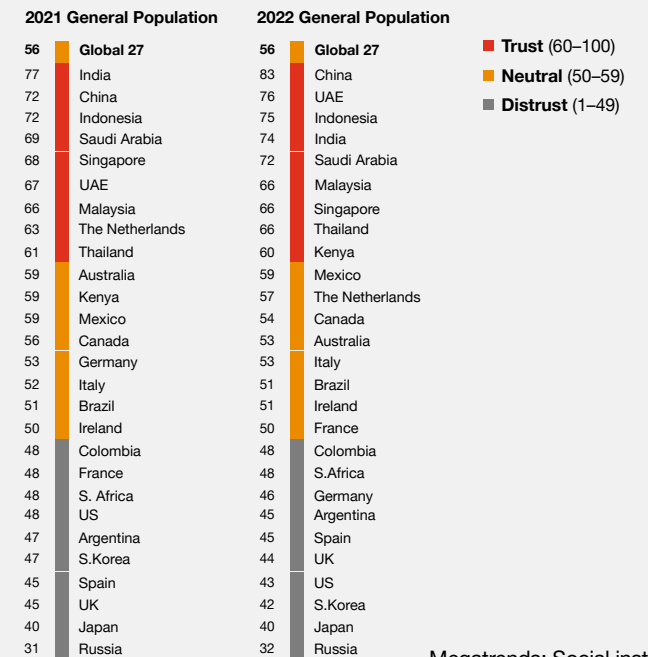 2021 General Population
56 Global 27
77 India
72 China
72 Indonesia
69 Saudi Arabia
68 Singapore
67 UAE
66 Malaysia
63 The Netherlands
61 Thailand
59 Australia
59 Kenya
59 Mexico
56 Canada
53 Germany
52 Italy
51 Brazil
50 Ireland
48 Colombia
48 France
48 S. Africa
48 US
47 Argentina
47 S.Korea
45 Spain
45 UK
40 Japan
31 Russia
2022 General Population
56 Global 27
83 China
76 UAE
75 Indonesia
74 India
72 Saudi Arabia
66 Malaysia
66 Singapore
66 Thailand
60 Kenya
59 Mexico
57 The Netherlands
54 Canada
53 Australia
53 Italy
51 Brazil
51 Ireland
50 France
48 Colombia
48 S.Africa
46 Germany
45 Argentina
45 Spain
44 UK
43 US
42 S.Korea
40 Japan
32 Russia
Trust (60–100)
Neutral (50–59)
Distrust (1–49)
Megatrends: Social